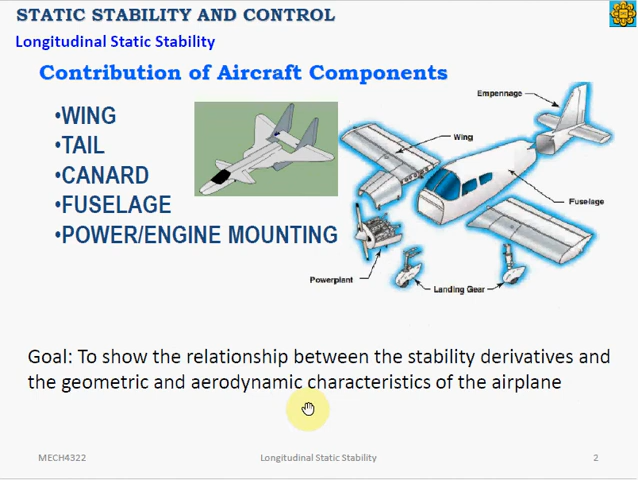 STATIC STABILITY AND CONTROL
Longitudinal Static Stability
Contribution of Aircraft Components
•WING
•TAIL
•CANARD
•FUSELAGE
•POWER/ENGINE MOUNTING
Empennage
Wing
Fuselage
Powerplant
Landing Gear
Goal: To show the relationship between the stability derivatives and
the geometric and aerodynamic characteristics of the airplane
MECH4322
Longitudinal Static Stability
2